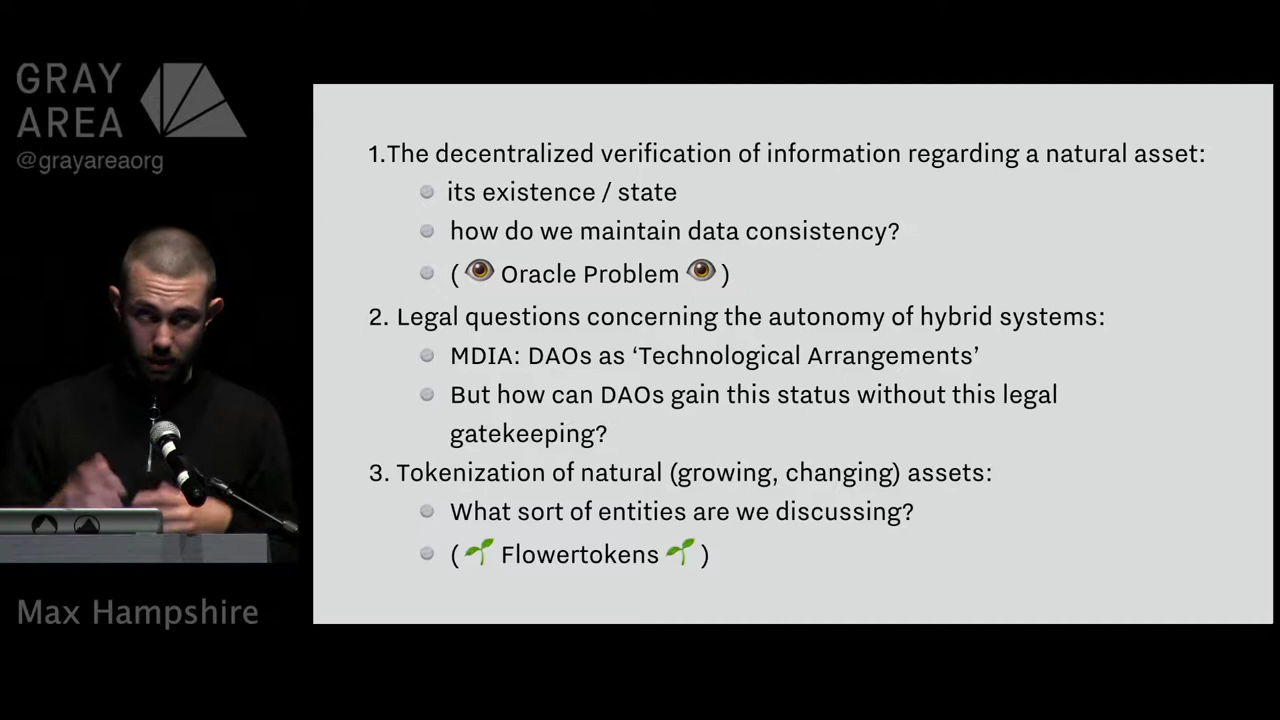 GRAY
AREA
@grayareaorg
1.The decentralized verification of information regarding a natural asset:
its existence / state
how do we maintain data consistency?
( 👁 Oracle Problem 👁 )
2. Legal questions concerning the autonomy of hybrid systems:
MDIA: DAOs as ‘Technological Arrangements’
But how can DAOs gain this status without this legal
gatekeeping?
3. Tokenization of natural (growing, changing) assets:
What sort of entities are we discussing?
( 🌱 Flowertokens 🌱 )
Max Hampshire